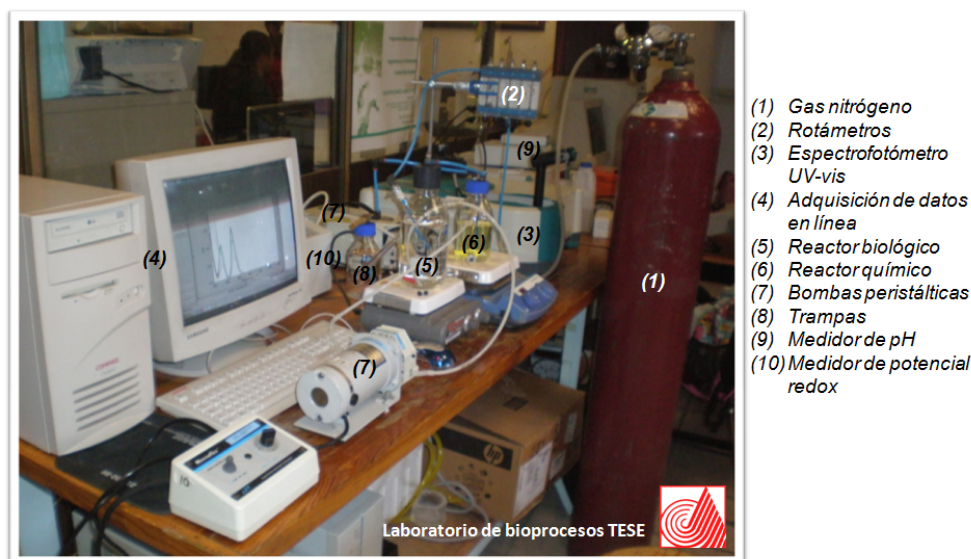 (1) Gas nitrógeno
(2) Rotámetros
(3) Espectrofotómetro
UV-vis
(4) Adquisición de datos
en línea
(5) Reactor biológico
(6) Reactor químico
(7) Bombas peristálticas
(8) Trampas
(9) Medidor de pH
(10) Medidor de potencial
redox
(2)
(9)
(7)
(3)
(4)
(10)
(6)
(8)
(5)
(1)
(7)
hp
Laboratorio de bioprocesos TESE